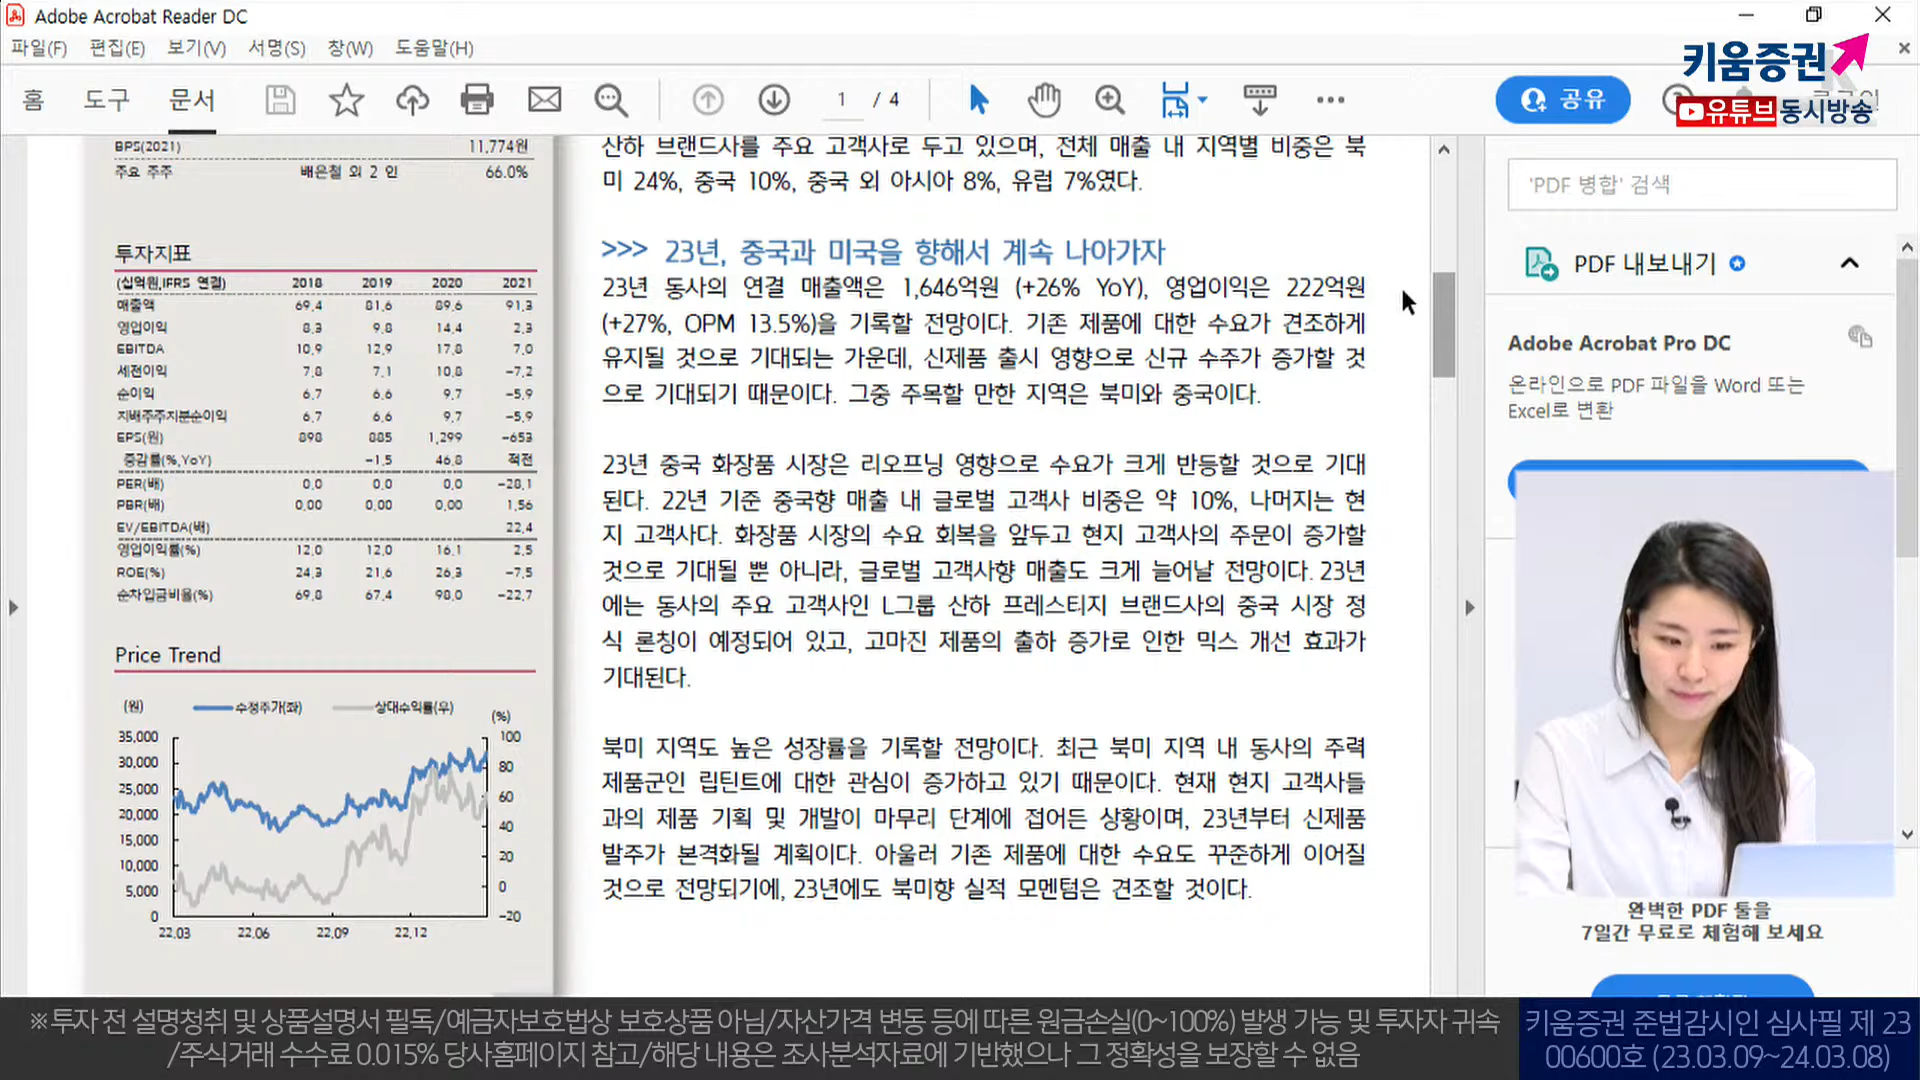 Adobe Acrobat Reader DC
파일(F) 편집(E) 보기(V) 서명(S) 창(W) 도움말(H)
키움증권
유튜브동시방송
홈 도구 문서 1 / 4 공유
BPS(2021) 11,774원
주요 주주 배은철 외 2 인 66.0%
투자지표
(십억원,IFRS 연결) 2018 2019 2020 2021
매출액 69.4 81.6 89.6 91.3
영업이익 8.3 9.8 14.4 2.3
EBITDA 10.9 12.9 17.8 7.0
세전이익 7.8 7.1 10.8 -7.2
순이익 6.7 6.6 9.7 -5.9
지배주주지분순이익 6.7 6.6 9.7 -5.9
EPS(원) 898 885 1,299 -653
증감률(%,YoY) -1.5 46.8 적전
PER(배) 0.0 0.0 0.0 -28.1
PBR(배) 0.00 0.00 0.00 1.56
EV/EBITDA(배) 22.4
영업이익률(%) 12.0 12.0 16.1 2.5
ROE(%) 24.3 21.6 26.3 -7.5
순차입금비율(%) 69.8 67.4 98.0 -22.7
Price Trend
(원) 수정주가(좌) 상대수익률(우) (%)
35,000 100
30,000 80
25,000 60
20,000 40
15,000 20
10,000 0
5,000 -20
0
22.03 22.06 22.09 22.12
산하 브랜드사를 주요 고객사로 두고 있으며, 전체 매출 내 지역별 비중은 북
미 24%, 중국 10%, 중국 외 아시아 8%, 유럽 7%였다.
>>> 23년, 중국과 미국을 향해서 계속 나아가자
23년 동사의 연결 매출액은 1,646억원 (+26% YoY), 영업이익은 222억원
(+27%, OPM 13.5%)을 기록할 전망이다. 기존 제품에 대한 수요가 견조하게
유지될 것으로 기대되는 가운데, 신제품 출시 영향으로 신규 수주가 증가할 것
으로 기대되기 때문이다. 그중 주목할 만한 지역은 북미와 중국이다.
23년 중국 화장품 시장은 리오프닝 영향으로 수요가 크게 반등할 것으로 기대
된다. 22년 기준 중국향 매출 내 글로벌 고객사 비중은 약 10%, 나머지는 현
지 고객사다. 화장품 시장의 수요 회복을 앞두고 현지 고객사의 주문이 증가할
것으로 기대될 뿐 아니라, 글로벌 고객사향 매출도 크게 늘어날 전망이다. 23년
에는 동사의 주요 고객사인 L그룹 산하 프레스티지 브랜드사의 중국 시장 정
식 론칭이 예정되어 있고, 고마진 제품의 출하 증가로 인한 믹스 개선 효과가
기대된다.
북미 지역도 높은 성장률을 기록할 전망이다. 최근 북미 지역 내 동사의 주력
제품군인 립틴트에 대한 관심이 증가하고 있기 때문이다. 현재 현지 고객사들
과의 제품 기획 및 개발이 마무리 단계에 접어든 상황이며, 23년부터 신제품
발주가 본격화될 계획이다. 아울러 기존 제품에 대한 수요도 꾸준하게 이어질
것으로 전망되기에, 23년에도 북미향 실적 모멘텀은 견조할 것이다.
'PDF 병합' 검색
PDF 내보내기
Adobe Acrobat Pro DC
온라인으로 PDF 파일을 Word 또는
Excel로 변환
완벽한 PDF 툴을
7일간 무료로 체험해 보세요
※투자 전 설명청취 및 상품설명서 필독/예금자보호법상 보호상품 아님/자산가격 변동 등에 따른 원금손실(0~100%) 발생 가능 및 투자자 귀속
/주식거래 수수료 0.015% 당사홈페이지 참고/해당 내용은 조사분석자료에 기반했으나 그 정확성을 보장할 수 없음
키움증권 준법감시인 심사필 제 23
00600호 (23.03.09~24.03.08)